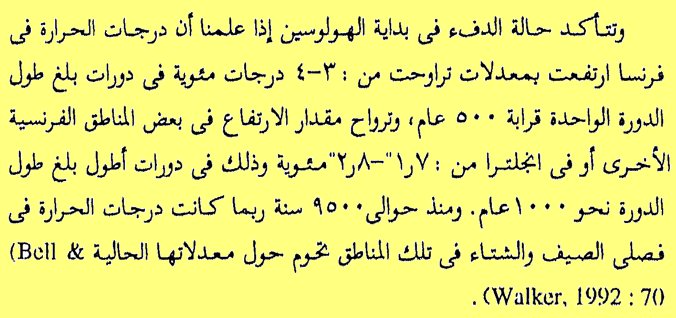 وتتأكد حالة الدفء فى بداية الهولوسين إذا علمنا أن درجات الحرارة فى
فرنسا ارتفعت بمعدلات تراوحت من : ٣-٤ درجات مئوية فى دورات بلغ طول
الدورة الواحدة قرابة ٥٠٠ عام، وترواح مقدار الارتفاع فى بعض المناطق الفرنسية
الأخرى أو فى انجلترا من : ٧ر١°-٨ر٢° مئوية وذلك فى دورات أطول بلغ طول
الدورة نحو ١٠٠٠ عام. ومنذ حوالى ٩٥٠٠ سنة ربما كانت درجات الحرارة فى
فصلى الصيف والشتاء فى تلك المناطق تحوم حول معدلاتها الحالية (Bell &
Walker, 1992 : 70).